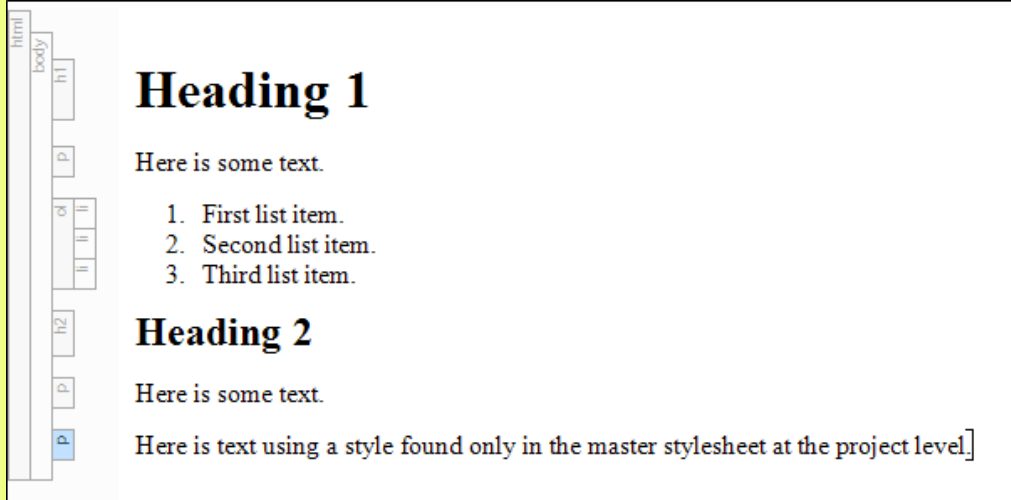 html
body
h1
Heading 1
p
Here is some text.
ol
li
1. First list item.
li
2. Second list item.
li
3. Third list item.
h2
Heading 2
p
Here is some text.
p
Here is text using a style found only in the master stylesheet at the project level.